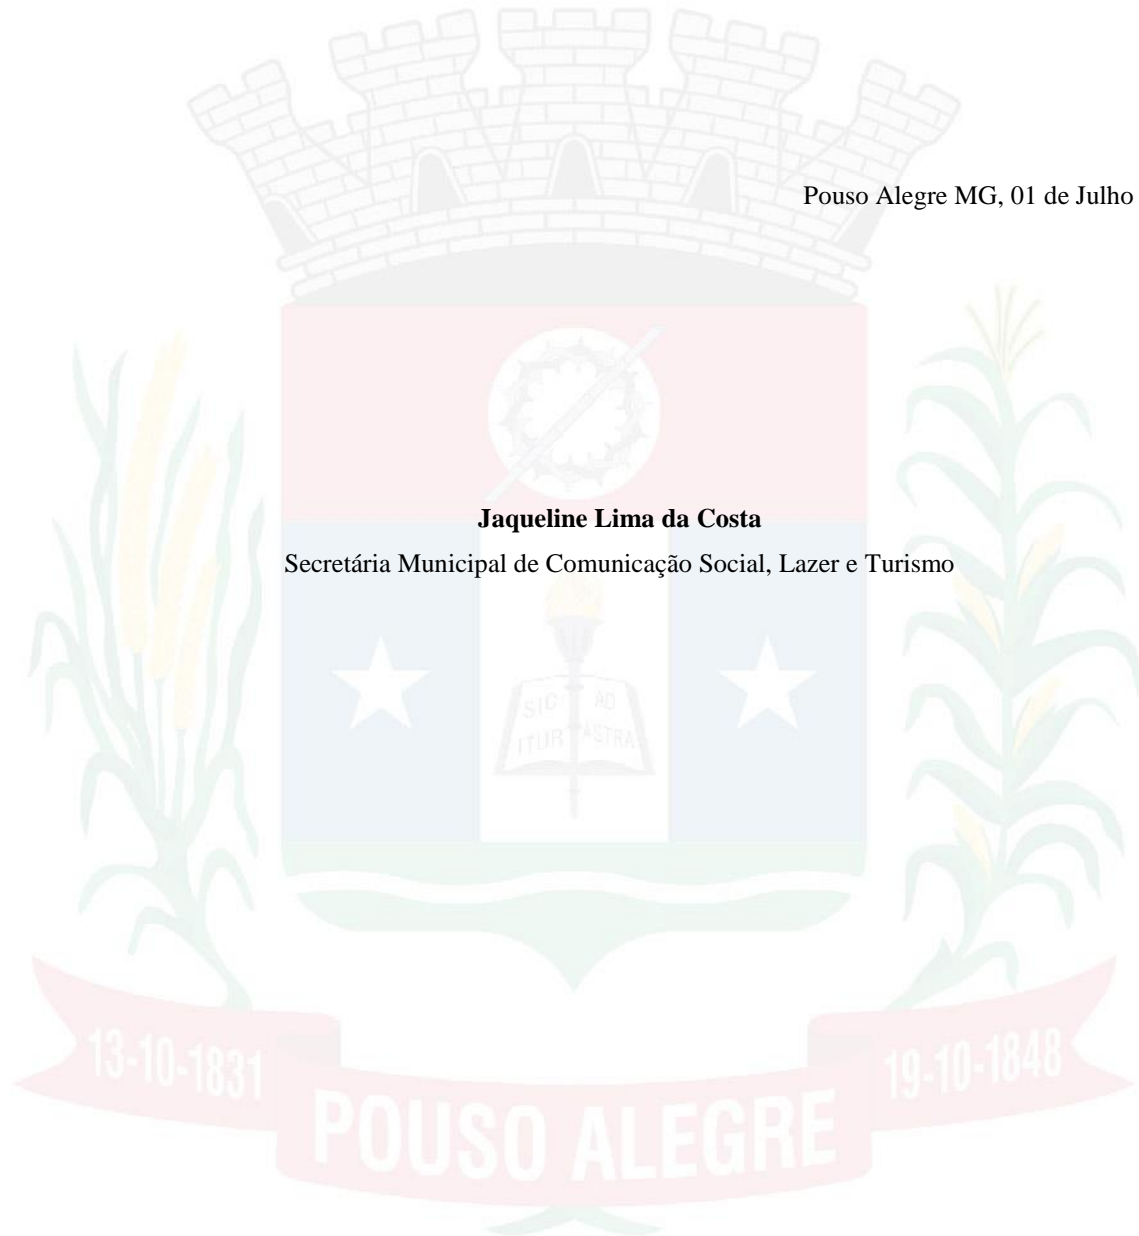 Pouso Alegre MG, 01 de Julho
Jaqueline Lima da Costa
Secretária Municipal de Comunicação Social, Lazer e Turismo
SIC AD
ITUR ASTRA
13-10-1831
19-10-1848
POUSO ALEGRE